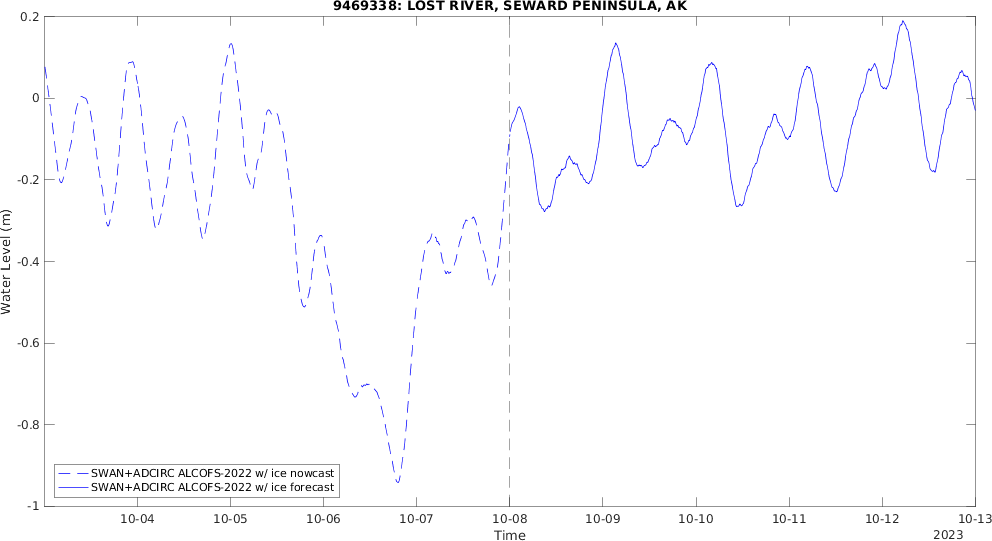 9469338: LOST RIVER, SEWARD PENINSULA, AK
0.2
0
-0.2
-0.4
-0.6
-0.8
-1
Water Level (m)
SWAN+ADCIRC ALCOFS-2022 w/ ice nowcast
SWAN+ADCIRC ALCOFS-2022 w/ ice forecast
10-04 10-05 10-06 10-07 10-08 10-09 10-10 10-11 10-12 10-13
Time
2023